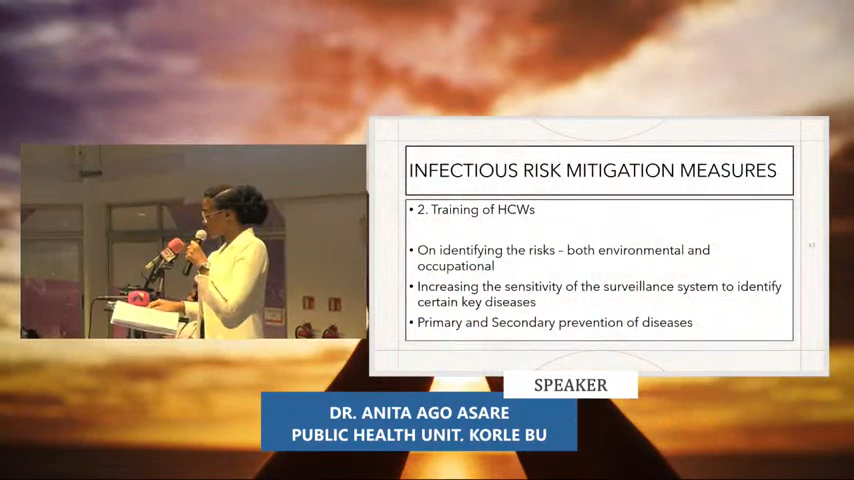 INFECTIOUS RISK MITIGATION MEASURES
• 2. Training of HCWs
• On identifying the risks – both environmental and
occupational
• Increasing the sensitivity of the surveillance system to identify
certain key diseases
• Primary and Secondary prevention of diseases
SPEAKER
DR. ANITA AGO ASARE
PUBLIC HEALTH UNIT. KORLE BU